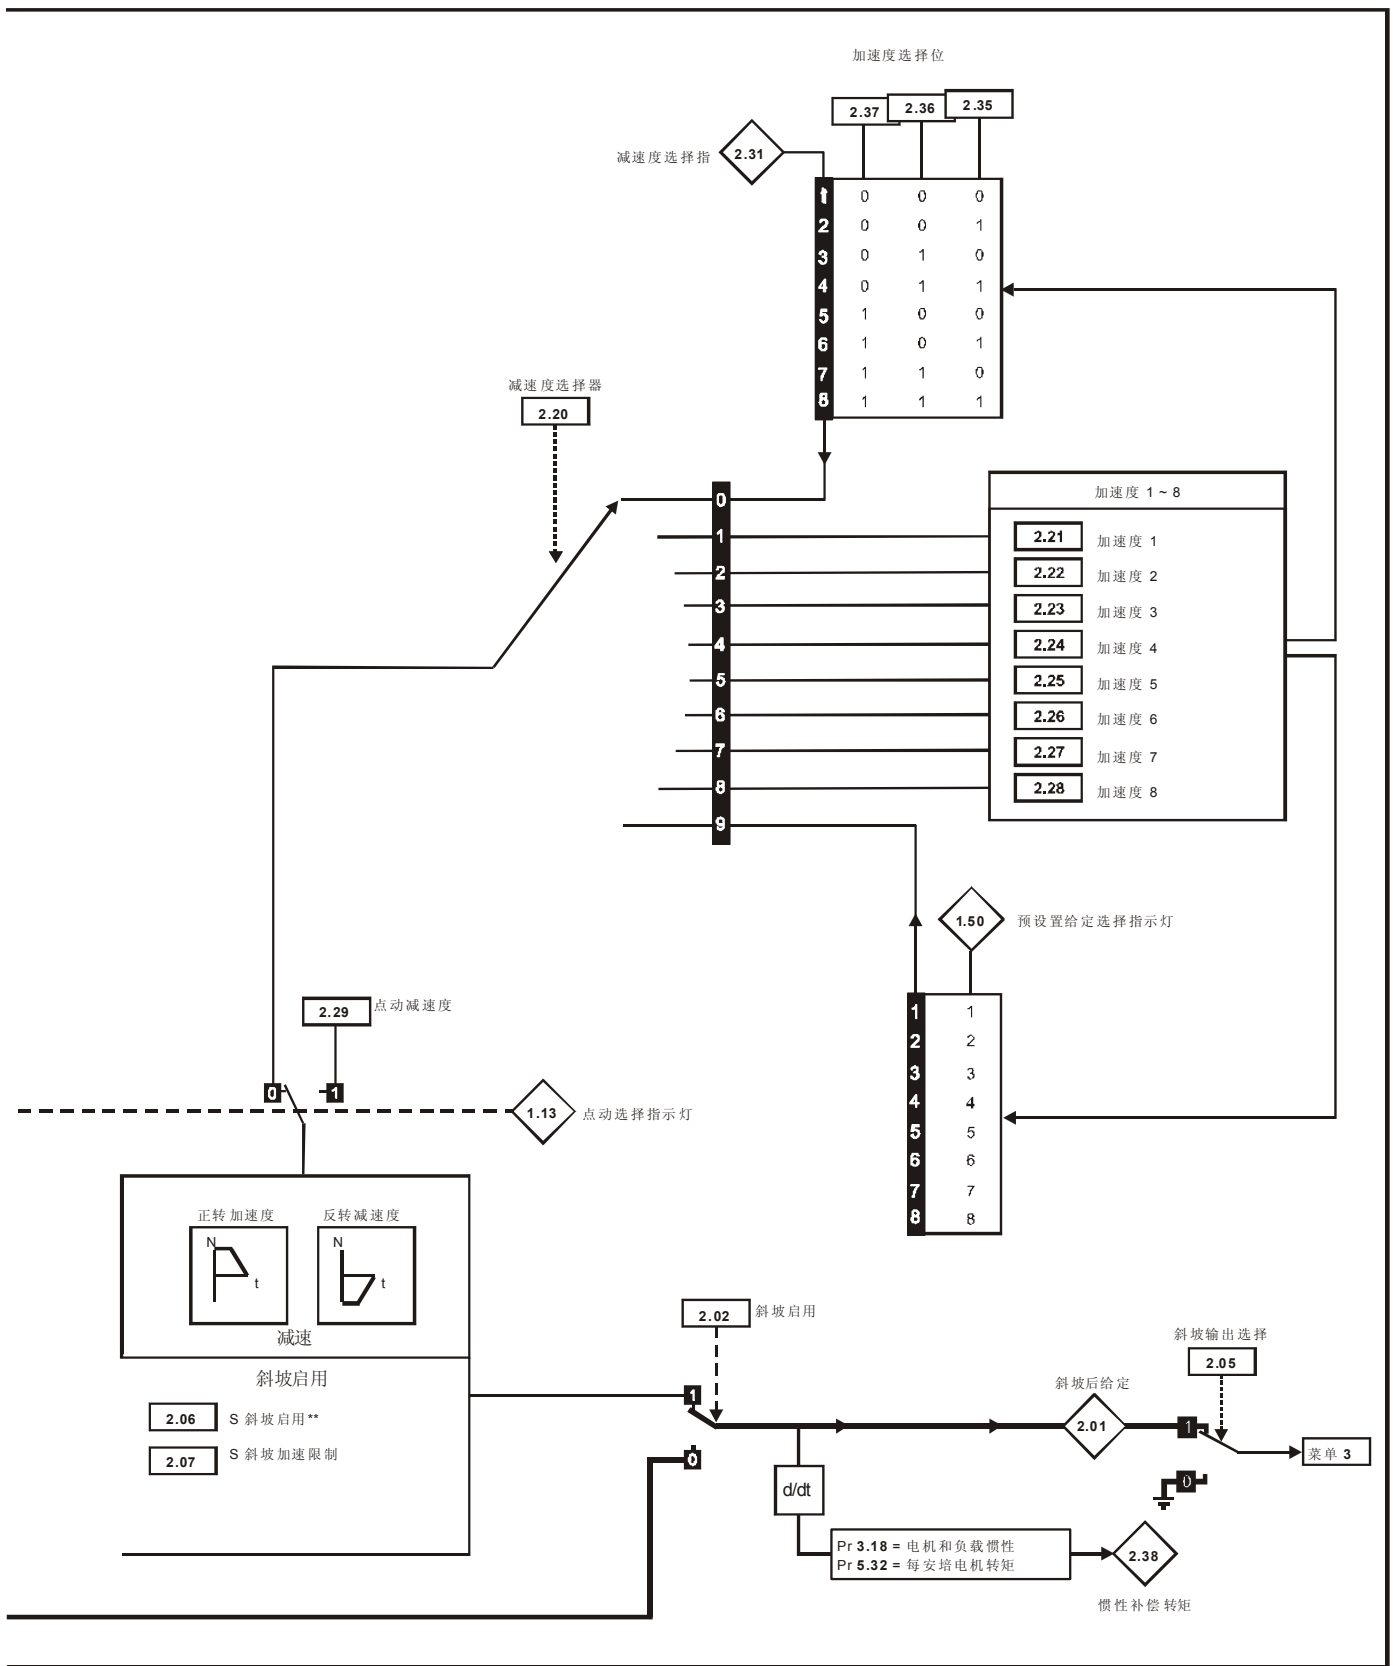 加速度选择位
2.37 2.36 2.35
减速度选择指 2.31
1 0 0 0
2 0 0 1
3 0 1 0
4 0 1 1
5 1 0 0
6 1 0 1
7 1 1 0
8 1 1 1
减速度选择器
2.20
0
1
2
3
4
5
6
7
8
9
加速度 1 ~ 8
2.21 加速度 1
2.22 加速度 2
2.23 加速度 3
2.24 加速度 4
2.25 加速度 5
2.26 加速度 6
2.27 加速度 7
2.28 加速度 8
1.50 预设置给定选择指示灯
1 1
2 2
3 3
4 4
5 5
6 6
7 7
8 8
2.29 点动减速度
0 1
1.13 点动选择指示灯
正转加速度 反转减速度
N t N t
减速
斜坡启用
2.06 S 斜坡启用**
2.07 S 斜坡加速限制
2.02 斜坡启用
1
0
斜坡后给定
2.01
斜坡输出选择
2.05
1
0
菜单 3
d/dt
Pr 3.18 = 电机和负载惯性
Pr 5.32 = 每安培电机转矩
2.38
惯性补偿转矩